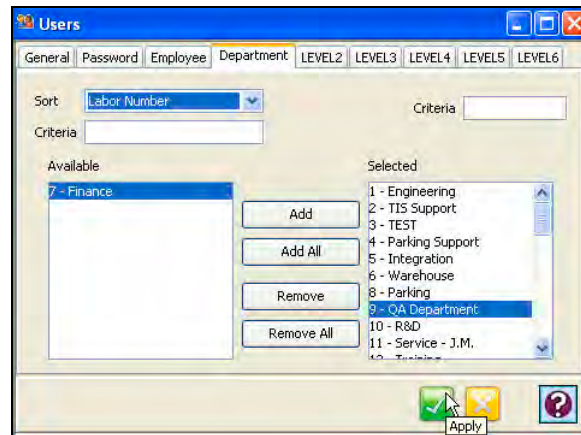 Users
General Password Employee Department LEVEL2 LEVEL3 LEVEL4 LEVEL5 LEVEL6
Sort Labor Number Criteria
Criteria
Available Selected
7 - Finance
Add
Add All
Remove
Remove All
1 - Engineering
2 - TIS Support
3 - TEST
4 - Parking Support
5 - Integration
6 - Warehouse
8 - Parking
9 - QA Department
10 - R&D
11 - Service - J.M.
12 - Training
?
Apply